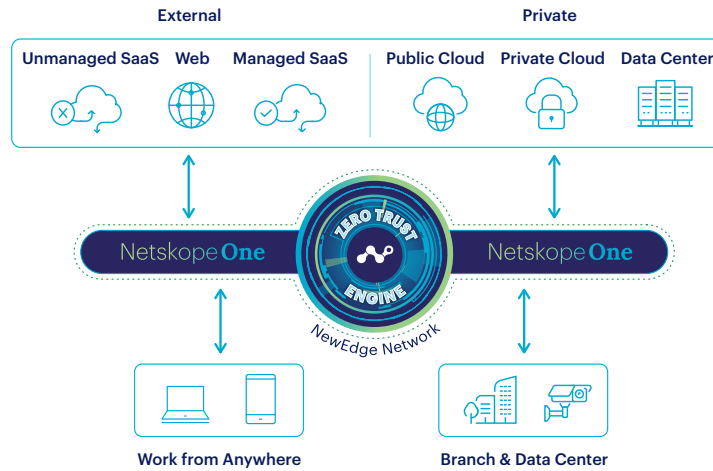 External
Private
Unmanaged SaaS
Web
Managed SaaS
Public Cloud
Private Cloud
Data Center
Netskope One
ZERO TRUST
ENGINE
Netskope One
NewEdge Network
Work from Anywhere
Branch & Data Center